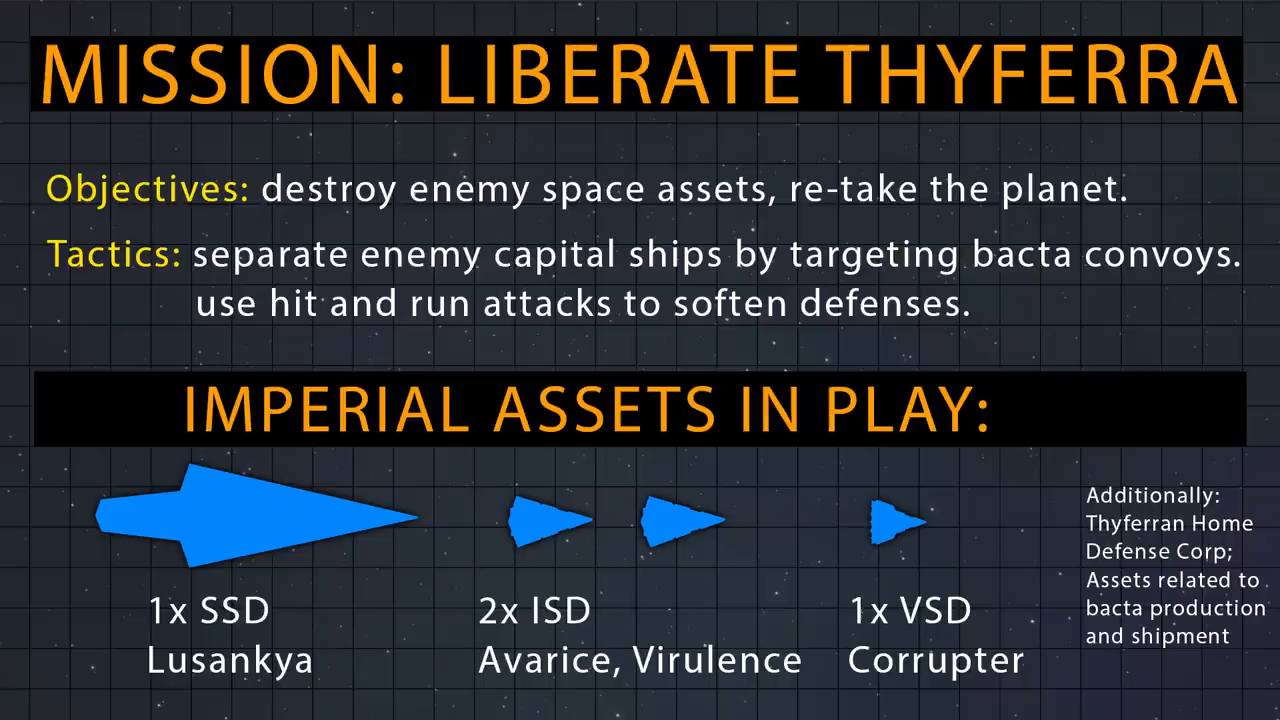 MISSION: LIBERATE THYFERRA
Objectives: destroy enemy space assets, re-take the planet.
Tactics: separate enemy capital ships by targeting bacta convoys.
use hit and run attacks to soften defenses.
IMPERIAL ASSETS IN PLAY:
1x SSD
Lusankya
2x ISD
Avarice, Virulence
1x VSD
Corrupter
Additionally:
Thyferran Home
Defense Corp;
Assets related to
bacta production
and shipment